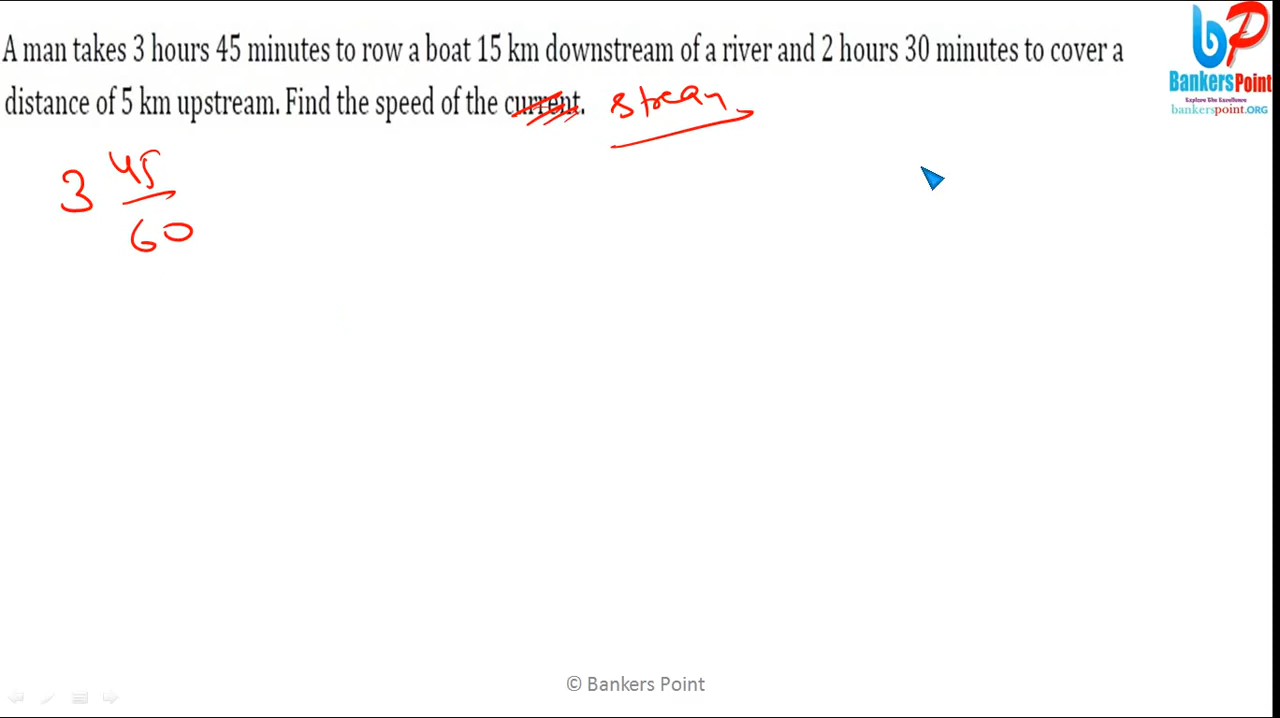 A man takes 3 hours 45 minutes to row a boat 15 km downstream of a river and 2 hours 30 minutes to cover a
distance of 5 km upstream. Find the speed of the current. stream
3 45/60
bp
BankersPoint
Explore The Excellence
bankerspoint.ORG
© Bankers Point